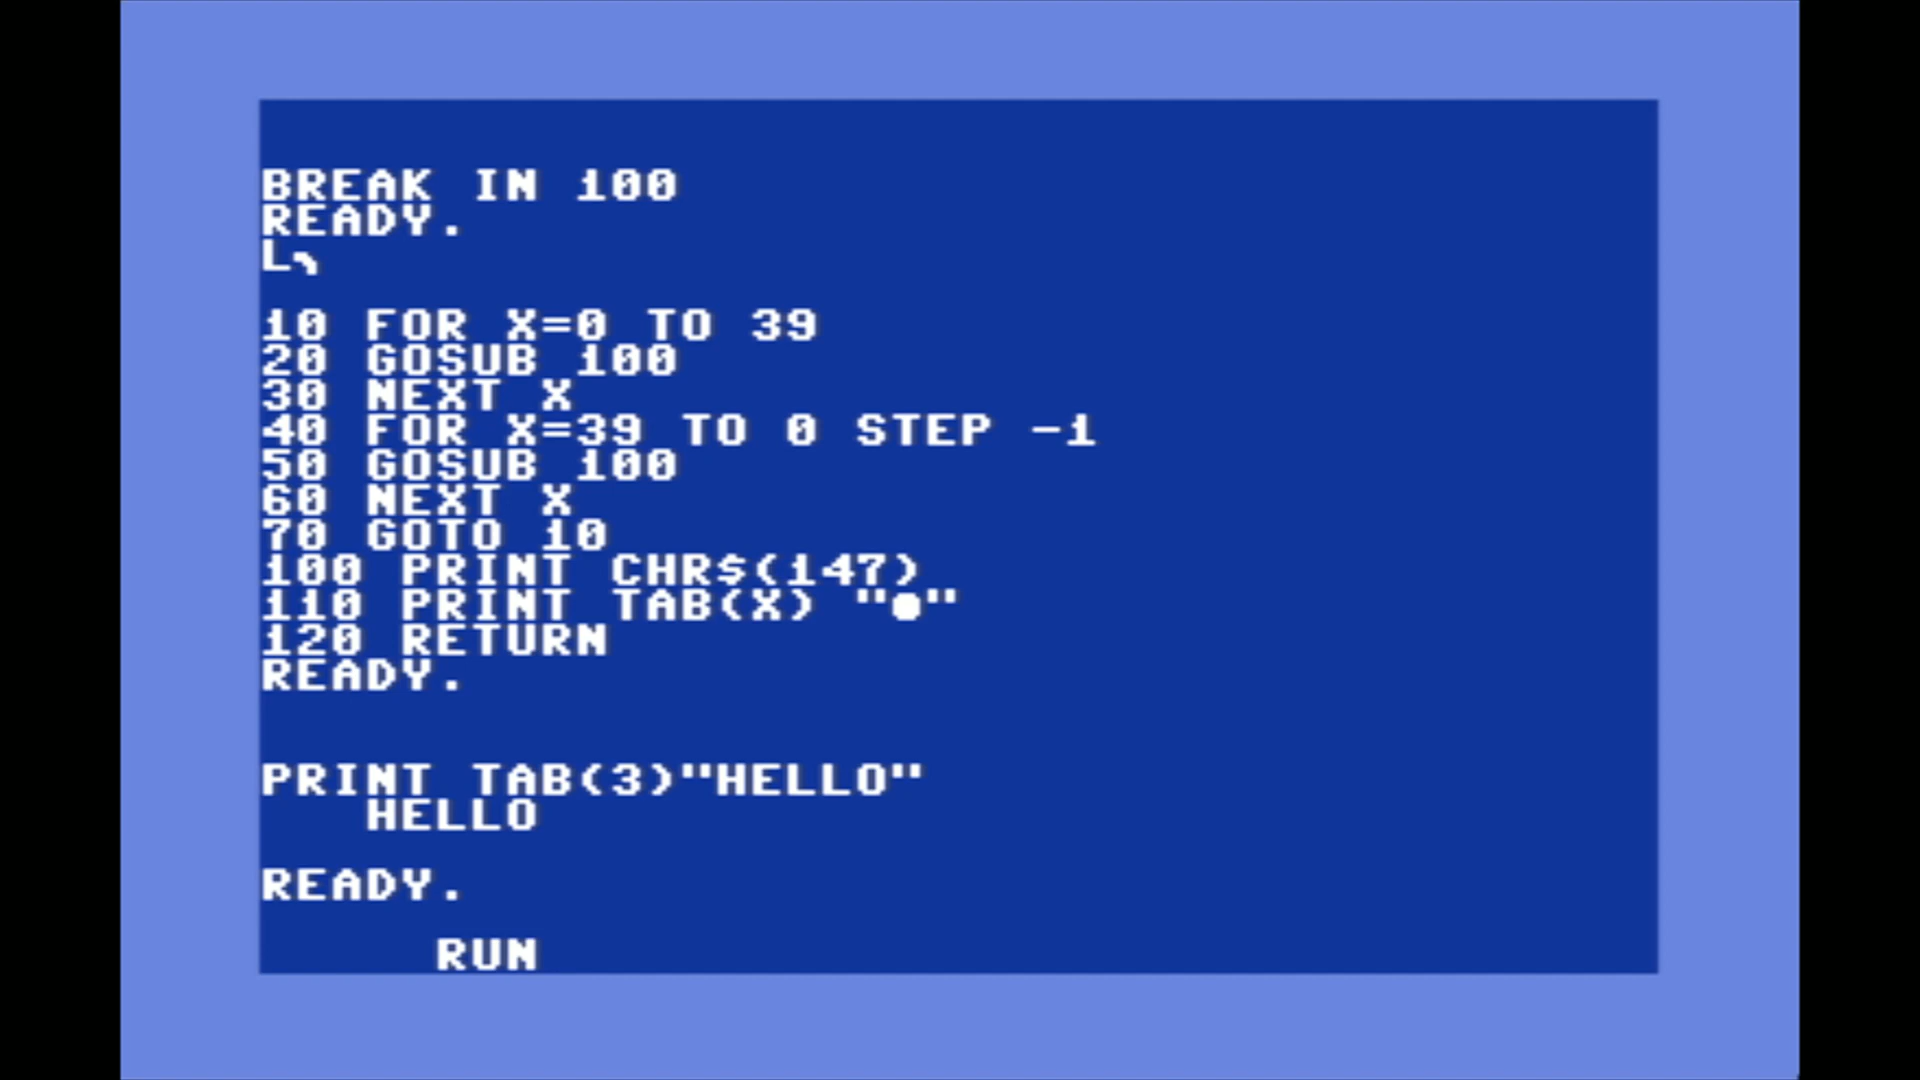 BREAK IN 100
READY.
L╮
10 FOR X=0 TO 39
20 GOSUB 100
30 NEXT X
40 FOR X=39 TO 0 STEP -1
50 GOSUB 100
60 NEXT X
70 GOTO 10
100 PRINT CHR$(147)
110 PRINT TAB(X) "●"
120 RETURN
READY.
PRINT TAB(3)"HELLO"
HELLO
READY.
RUN